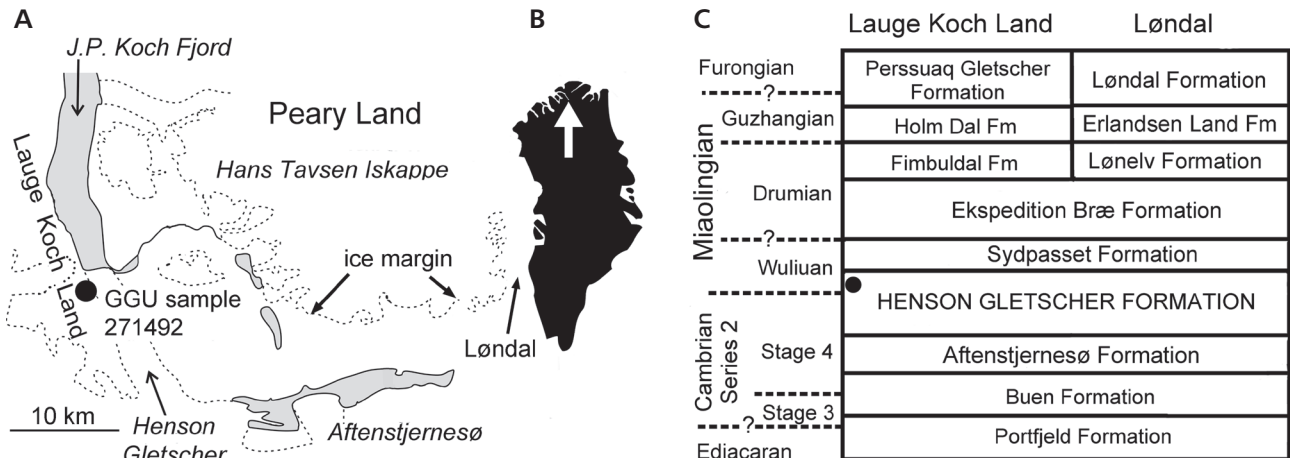 A
J.P. Koch Fjord
Peary Land
Hans Tavsen Iskappe
Lauge Koch Land
ice margin
GGU sample
271492
Løndal
10 km
Henson
Gletscher
Aftenstjernesø
B
C
Lauge Koch Land
Løndal
Furongian
Perssuaq Gletscher
Formation
Løndal Formation
?
Miaolingian
Guzhangian
Holm Dal Fm
Erlandsen Land Fm
Fimbuldal Fm
Lønelv Formation
Drumian
Ekspedition Bræ Formation
?
Wuliuan
Sydpasset Formation
HENSON GLETSCHER FORMATION
Cambrian
Series 2
Stage 4
Aftenstjernesø Formation
Buen Formation
Stage 3
?
Portfjeld Formation
Ediacaran